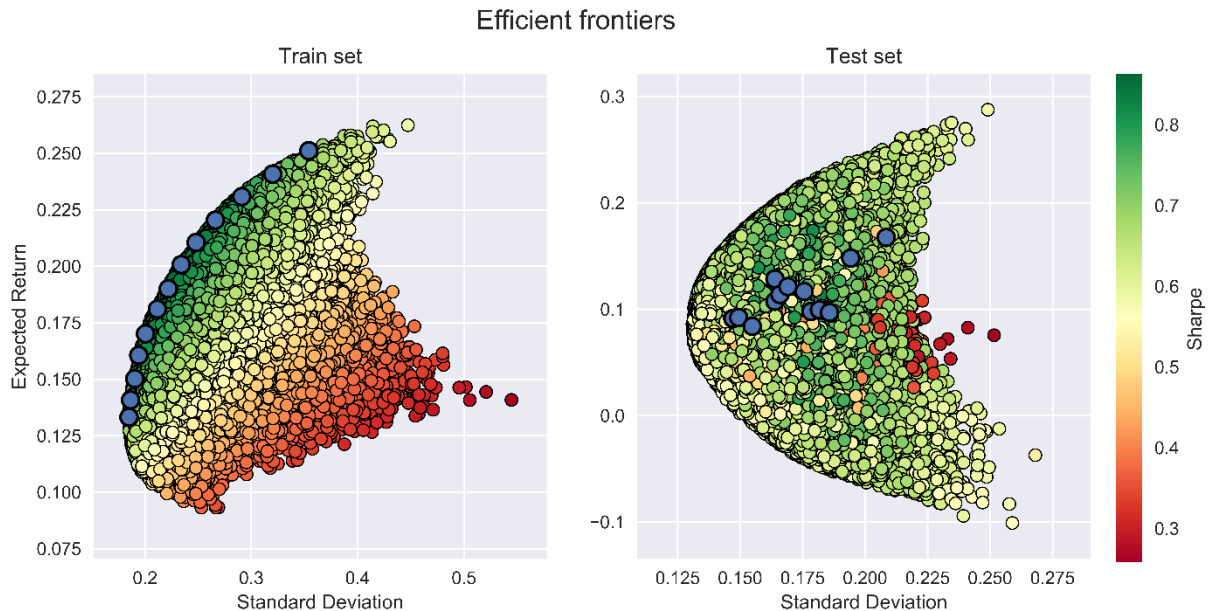 Efficient frontiers
Train set
Test set
Expected Return
0.275
0.250
0.225
0.200
0.175
0.150
0.125
0.100
0.075
0.2 0.3 0.4 0.5
Standard Deviation
0.3
0.2
0.1
0.0
−0.1
0.125 0.150 0.175 0.200 0.225 0.250 0.275
Standard Deviation
0.8
0.7
0.6
0.5
0.4
0.3
Sharpe